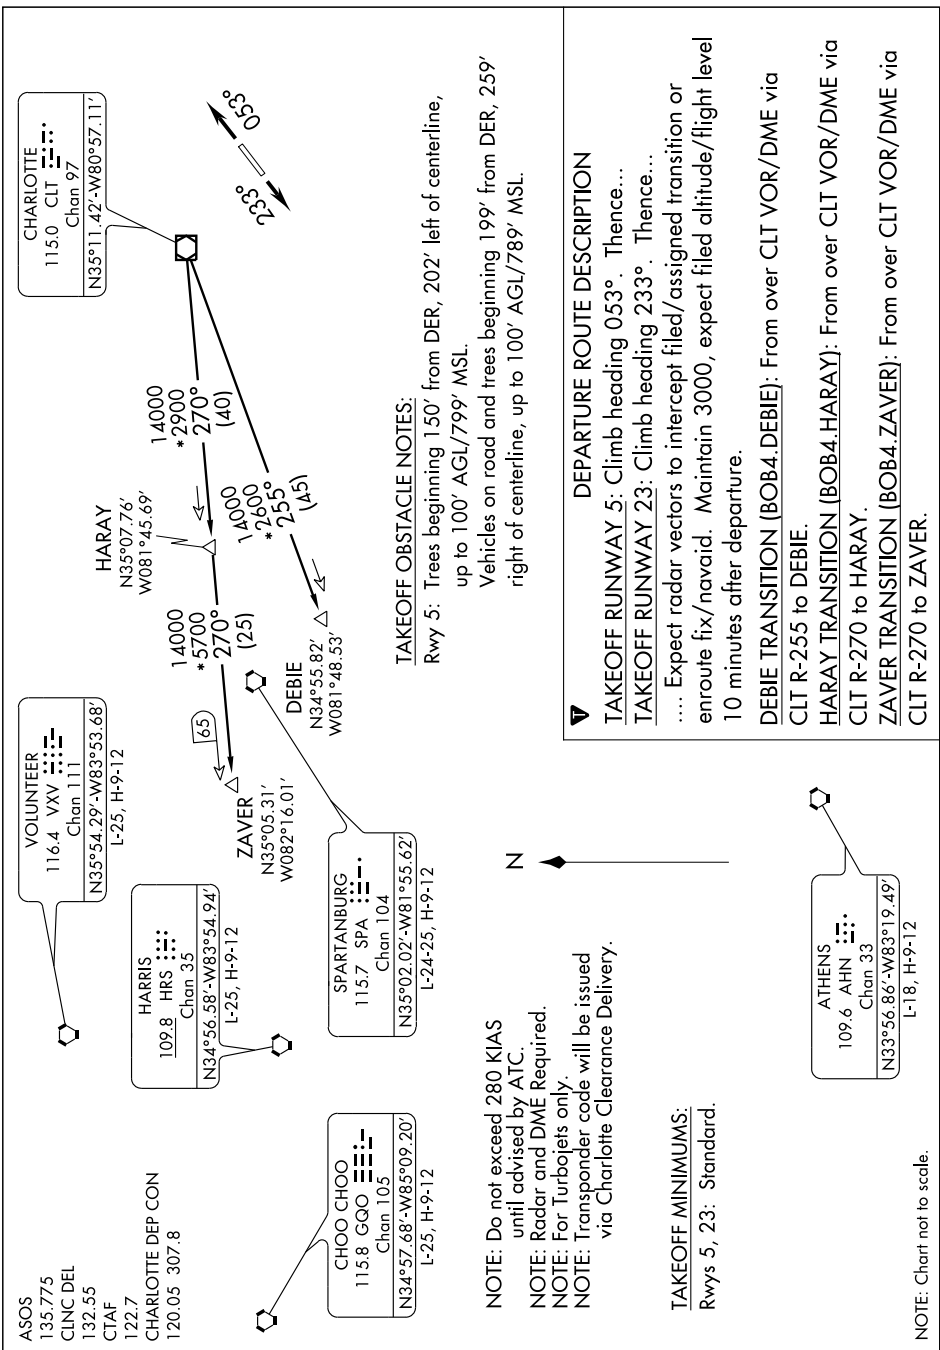 ASOS
135.775
CLNC DEL
132.55
CTAF
122.7
CHARLOTTE DEP CON
120.05 307.8
VOLUNTEER
116.4 VXV
Chan 111
N35°54.29'-W83°53.68'
L-25, H-9-12
HARRIS
109.8 HRS
Chan 35
N34°56.58'-W83°54.94'
L-25, H-9-12
CHOO CHOO
115.8 GQO
Chan 105
N34°57.68'-W85°09.20'
L-25, H-9-12
SPARTANBURG
115.7 SPA
Chan 104
N35°02.02'-W81°55.62'
L-24-25, H-9-12
CHARLOTTE
115.0 CLT
Chan 97
N35°11.42'-W80°57.11'
HARAY
N35°07.76'
W081°45.69'
14000
*2900
270°
(40)
14000
*5700
270°
(25)
65
ZAVER
N35°05.31'
W082°16.01'
14000
*2600
255°
(45)
DEBIE
N34°55.82'
W081°48.53'
233°
053°
TAKEOFF OBSTACLE NOTES:
Rwy 5: Trees beginning 150' from DER, 202' left of centerline,
up to 100' AGL/799' MSL.
Vehicles on road and trees beginning 199' from DER, 259'
right of centerline, up to 100' AGL/789' MSL.
N
NOTE: Do not exceed 280 KIAS
until advised by ATC.
NOTE: Radar and DME Required.
NOTE: For Turbojets only.
NOTE: Transponder code will be issued
via Charlotte Clearance Delivery.
TAKEOFF MINIMUMS:
Rwys 5, 23: Standard.
ATHENS
109.6 AHN
Chan 33
N33°56.86'-W83°19.49'
L-18, H-9-12
T
DEPARTURE ROUTE DESCRIPTION
TAKEOFF RUNWAY 5: Climb heading 053°. Thence...
TAKEOFF RUNWAY 23: Climb heading 233°. Thence...
.... Expect radar vectors to intercept filed/assigned transition or
enroute fix/navaid. Maintain 3000, expect filed altitude/flight level
10 minutes after departure.
DEBIE TRANSITION (BOB4.DEBIE): From over CLT VOR/DME via
CLT R-255 to DEBIE.
HARAY TRANSITION (BOB4.HARAY): From over CLT VOR/DME via
CLT R-270 to HARAY.
ZAVER TRANSITION (BOB4.ZAVER): From over CLT VOR/DME via
CLT R-270 to ZAVER.
NOTE: Chart not to scale.